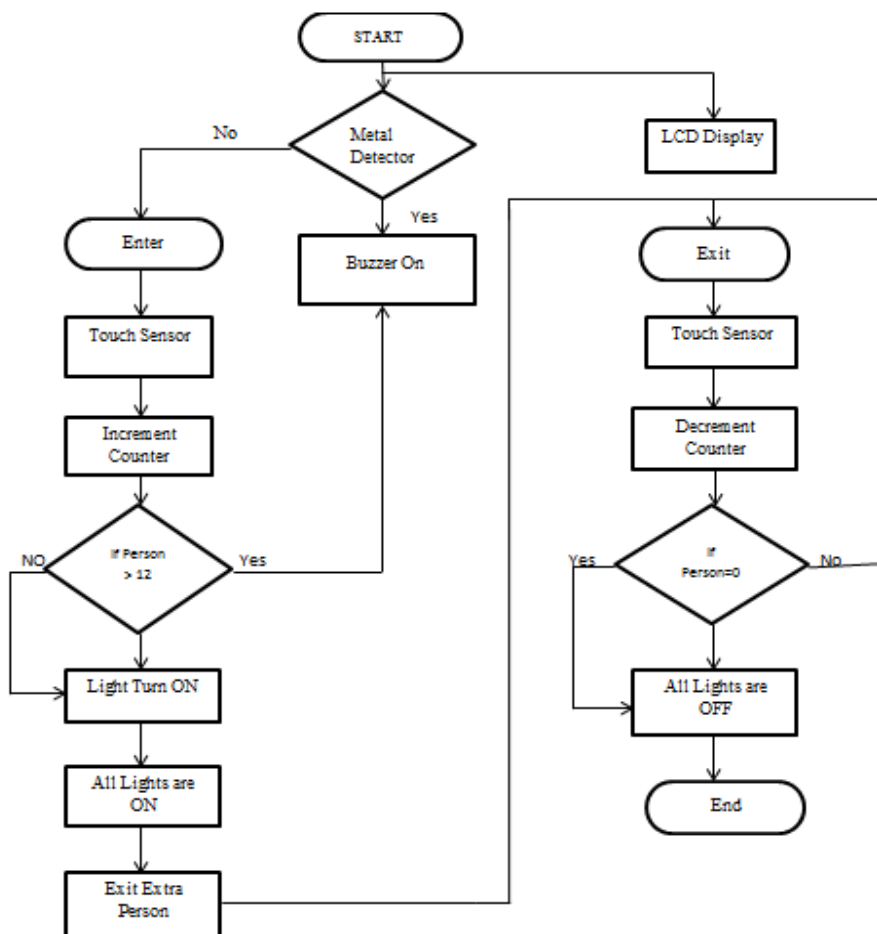 START
Metal
Detector
No
Yes
LCD Display
Enter
Buzzer On
Exit
Touch Sensor
Touch Sensor
Increment
Counter
Decrement
Counter
If Person
> 12
NO
Yes
If
Person=0
Yes
No
Light Turn ON
All Lights are
OFF
All Lights are
ON
End
Exit Extra
Person